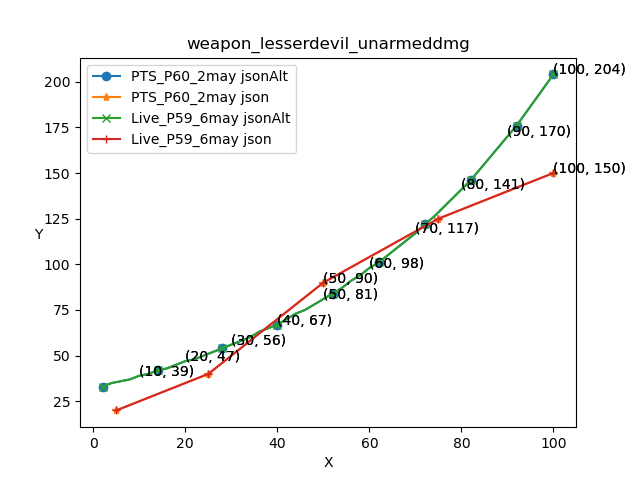 weapon_lesserdevil_unarmeddmg
PTS_P60_2may jsonAlt
PTS_P60_2may json
Live_P59_6may jsonAlt
Live_P59_6may json
(100, 204)
(90, 170)
(100, 150)
(80, 141)
(70, 117)
(60, 98)
(50, 90)
(50, 81)
(40, 67)
(30, 56)
(20, 47)
(10, 39)
200
175
150
125
100
75
50
25
Y
0 20 40 60 80 100
X